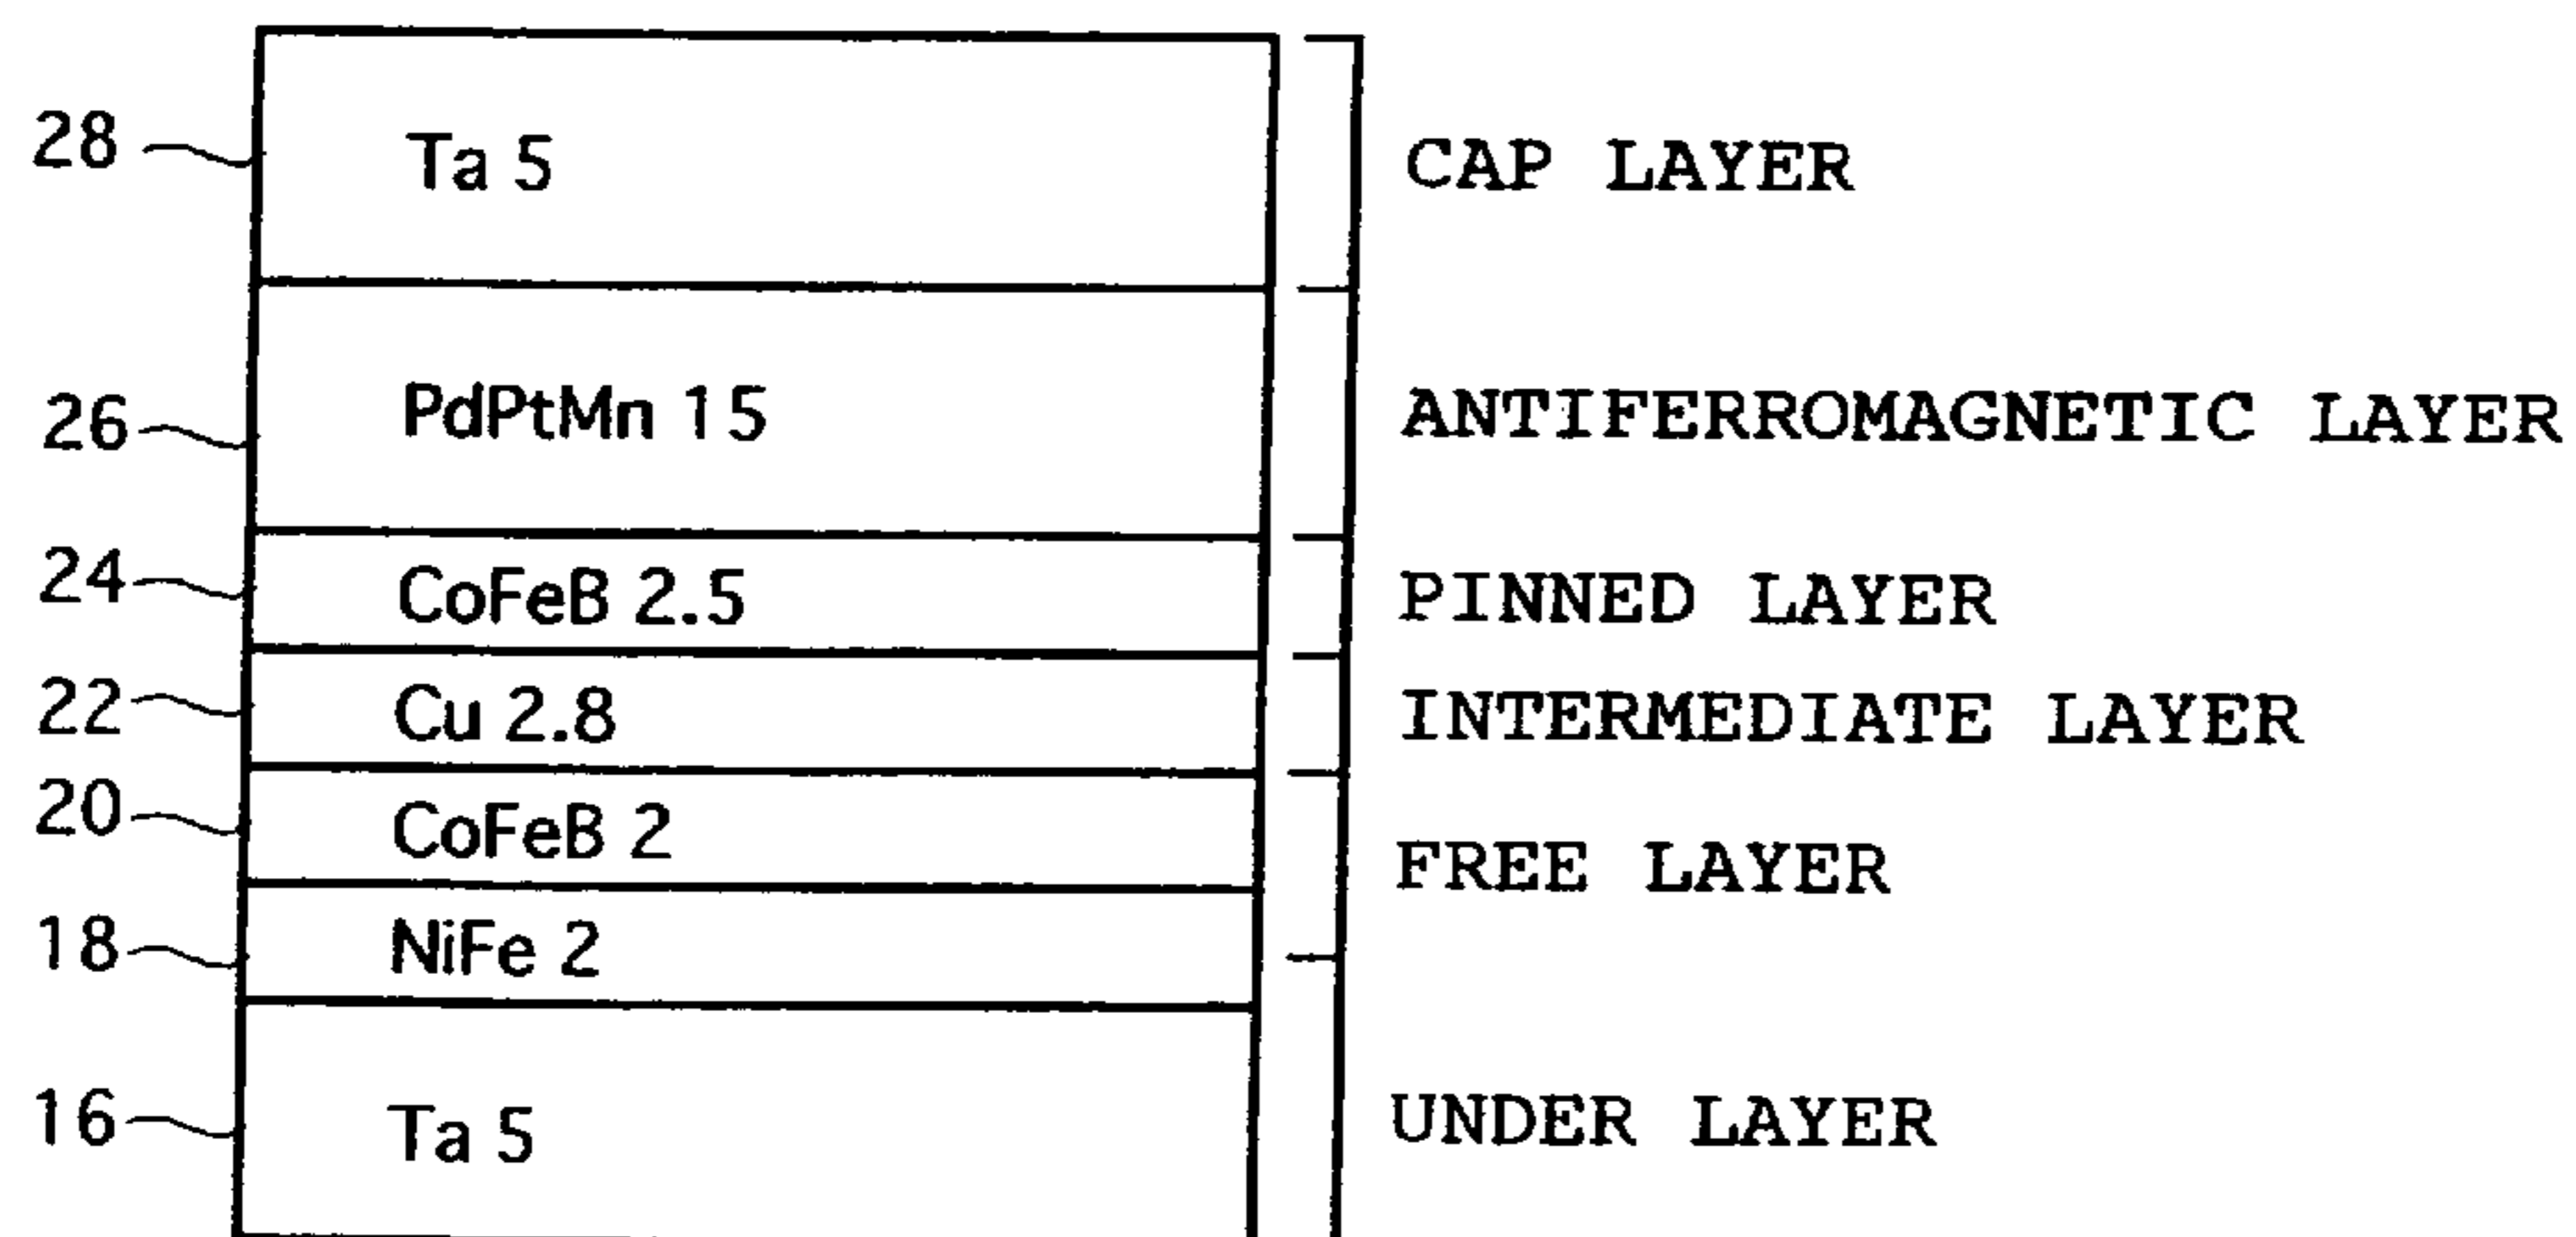 28 Ta 5 CAP LAYER
26 PdPtMn 15 ANTIFERROMAGNETIC LAYER
24 CoFeB 2.5 PINNED LAYER
22 Cu 2.8 INTERMEDIATE LAYER
20 CoFeB 2 FREE LAYER
18 NiFe 2
16 Ta 5 UNDER LAYER